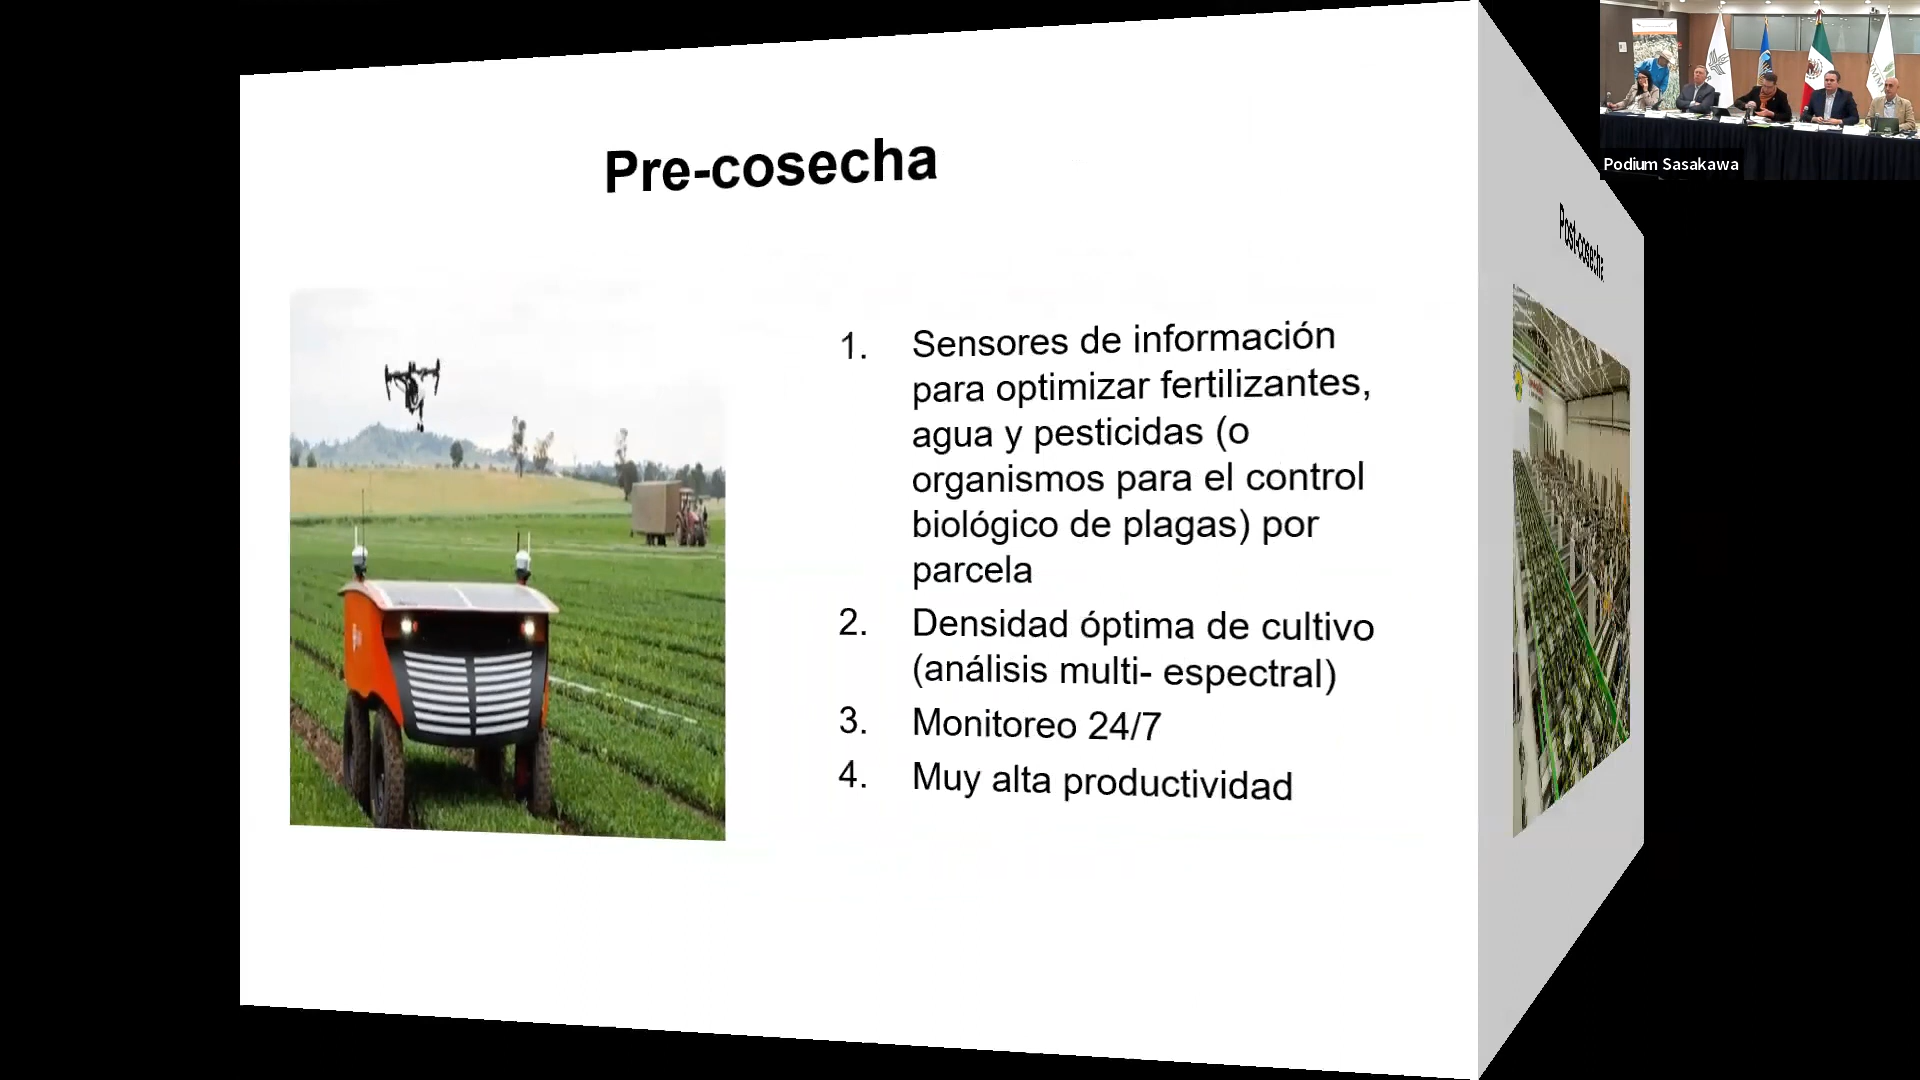 Pre-cosecha
1. Sensores de información
para optimizar fertilizantes,
agua y pesticidas (o
organismos para el control
biológico de plagas) por
parcela
2. Densidad óptima de cultivo
(análisis multi- espectral)
3. Monitoreo 24/7
4. Muy alta productividad
Podium Sasakawa
Post-cosecha